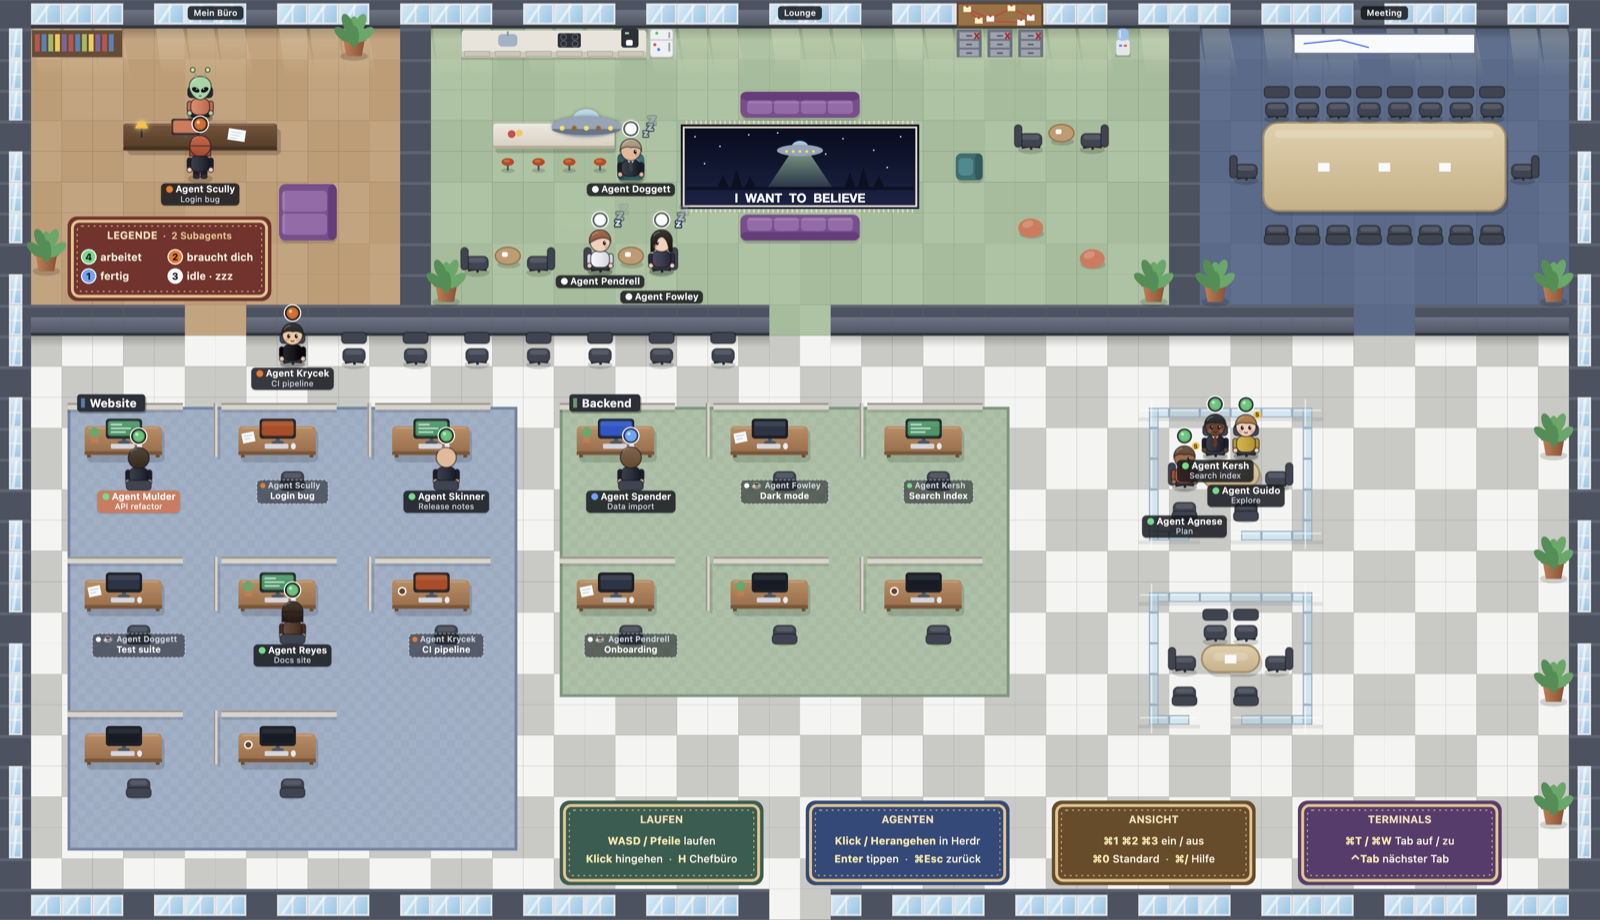 Mein Büro
Lounge
Meeting
Agent Scully
Login bug
LEGENDE · 2 Subagents
4 arbeitet
2 braucht dich
1 fertig
3 idle · zzz
Agent Doggett
I WANT TO BELIEVE
Agent Pendrell
Agent Fowley
Agent Krycek
CI pipeline
Website
Agent Mulder
API refactor
Agent Scully
Login bug
Agent Skinner
Release notes
Agent Doggett
Test suite
Agent Reyes
Docs site
Agent Krycek
CI pipeline
Backend
Agent Spender
Data import
Agent Fowley
Dark mode
Agent Kersh
Search index
Agent Pendrell
Onboarding
Agent Kersh
Search index
Agent Guido
Explore
Agent Agnese
Plan
LAUFEN
WASD / Pfeile laufen
Klick hingehen · H Chefbüro
AGENTEN
Klick / Herangehen in Herdr
Enter tippen · ⌘Esc zurück
ANSICHT
⌘1 ⌘2 ⌘3 ein / aus
⌘0 Standard · ⌘/ Hilfe
TERMINALS
⌘T / ⌘W Tab auf / zu
^Tab nächster Tab